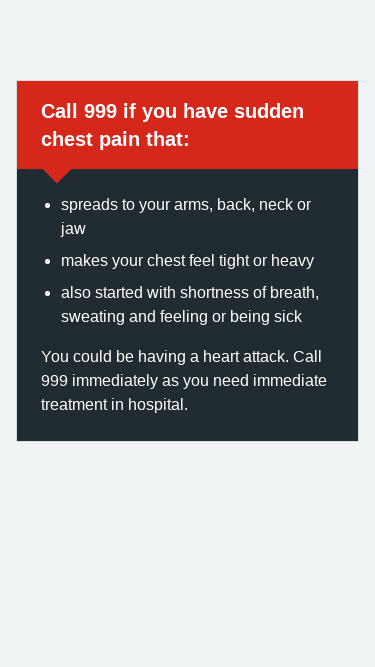 Call 999 if you have sudden
chest pain that:
spreads to your arms, back, neck or
jaw
makes your chest feel tight or heavy
also started with shortness of breath,
sweating and feeling or being sick
You could be having a heart attack. Call
999 immediately as you need immediate
treatment in hospital.